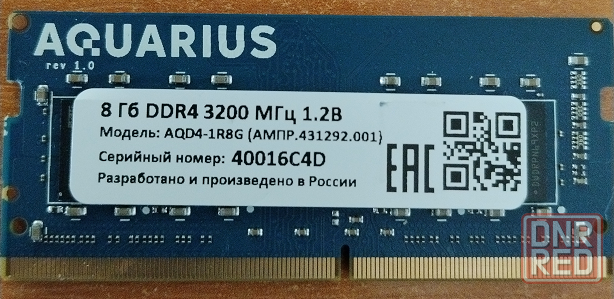 AQUARIUS
rev 1.0
8 Гб DDR4 3200 МГц 1.2В
Модель: AQD4-1R8G (АМПР.431292.001)
Серийный номер: 40016C4D
Разработано и произведено в России
EAC
DNR
RED